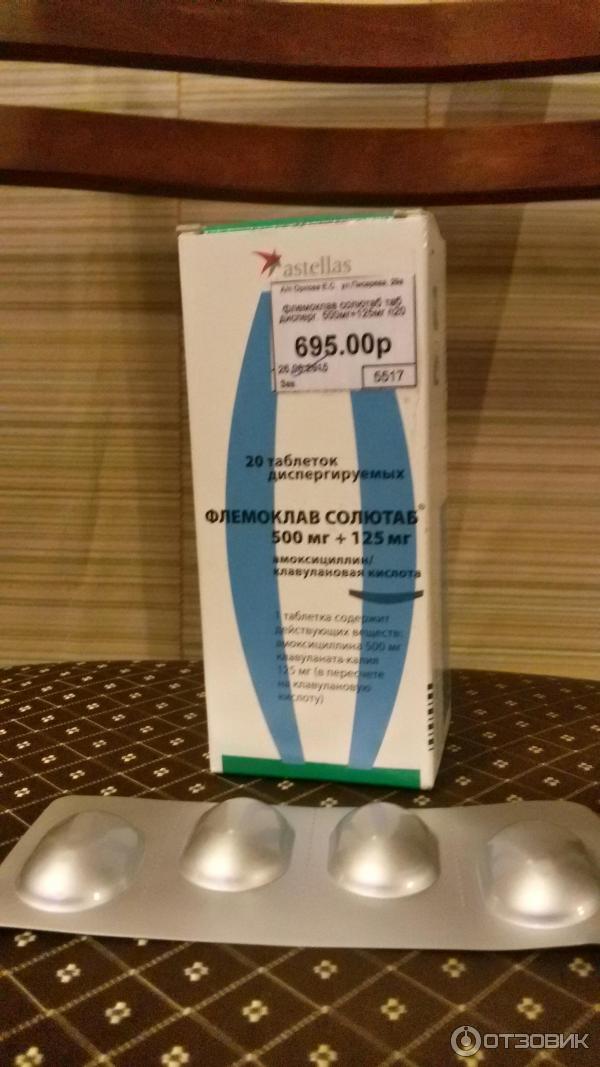 astellas
Флемоклав солютаб таб
дисперг. 500мг+125мг n20
695.00р
5517
20 таблеток
диспергируемых
ФЛЕМОКЛАВ СОЛЮТАБ®
500 мг + 125 мг
амоксициллин/
клавулановая кислота
1 таблетка содержит
действующих веществ:
амоксициллина 500 мг
клавуланата калия
125 мг (в пересчете
на клавулановую
кислоту)
ОТЗОВИК